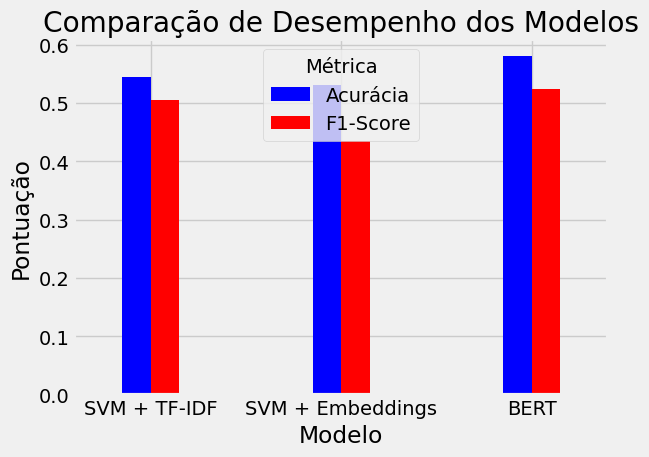 Comparação de Desempenho dos Modelos
Métrica
Acurácia
F1-Score
Pontuação
0.6
0.5
0.4
0.3
0.2
0.1
0.0
SVM + TF-IDF
SVM + Embeddings
BERT
Modelo